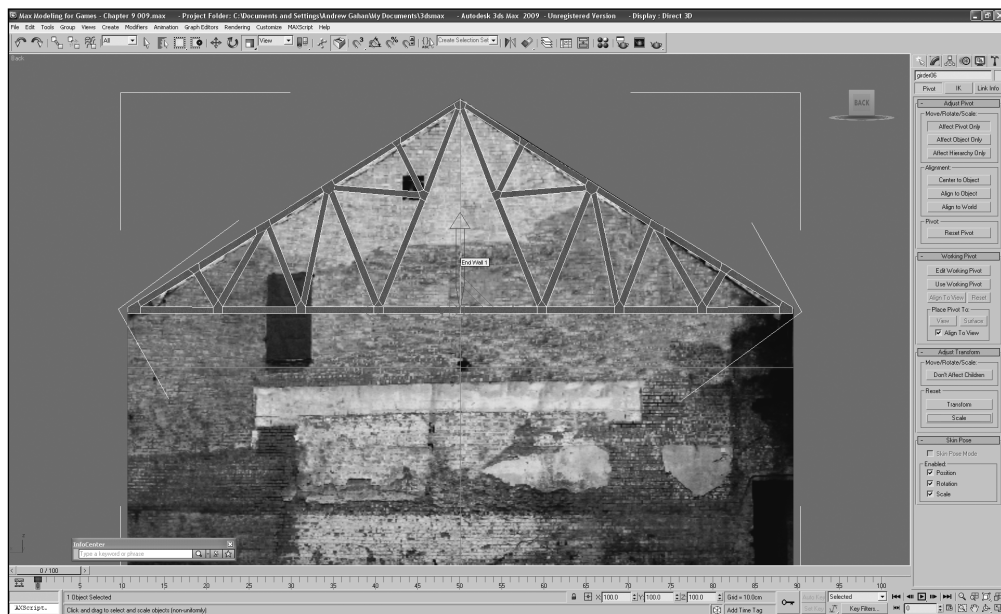 Max Modeling for Games - Chapter 9 009.max - Project Folder: C:\Documents and Settings\Andrew Gahan\My Documents\3dsmax - Autodesk 3ds Max 2009 - Unregistered Version - Display : Direct 3D
File Edit Tools Group Views Create Modifiers Animation Graph Editors Rendering Customize MAXScript Help
All View Create Selection Set
Back
BACK
End Wall 1
girder06
Pivot IK Link Info
Adjust Pivot
Move/Rotate/Scale:
Affect Pivot Only
Affect Object Only
Affect Hierarchy Only
Alignment:
Center to Object
Align to Object
Align to World
Pivot:
Reset Pivot
Working Pivot
Edit Working Pivot
Use Working Pivot
Align To View Reset
Place Pivot To:
View Surface
Align To View
Adjust Transform
Move/Rotate/Scale:
Don't Affect Children
Reset:
Transform
Scale
Skin Pose
Skin Pose Mode
Enabled:
Position
Rotation
Scale
InfoCenter
Type a keyword or phrase
0 / 100
5 10 15 20 25 30 35 40 45 50 55 60 65 70 75 80 85 90 95 100
1 Object Selected X: 100.0 Y: 100.0 Z: 100.0 Grid = 10.0cm Auto Key Selected
MAXScript. Click and drag to select and scale objects (non-uniformly) Add Time Tag Set Key Key Filters... 0